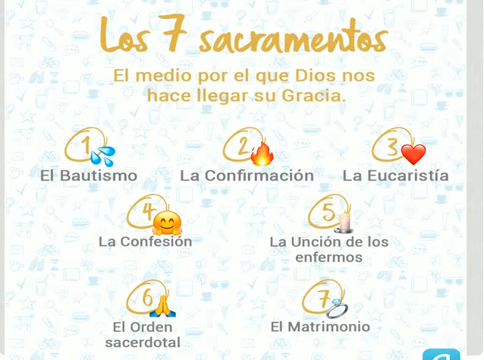 Los 7 sacramentos
El medio por el que Dios nos
hace llegar su Gracia.
1
2
3
El Bautismo
La Confirmación
La Eucaristía
4
5
La Confesión
La Unción de los
enfermos
6
7
El Orden
sacerdotal
El Matrimonio